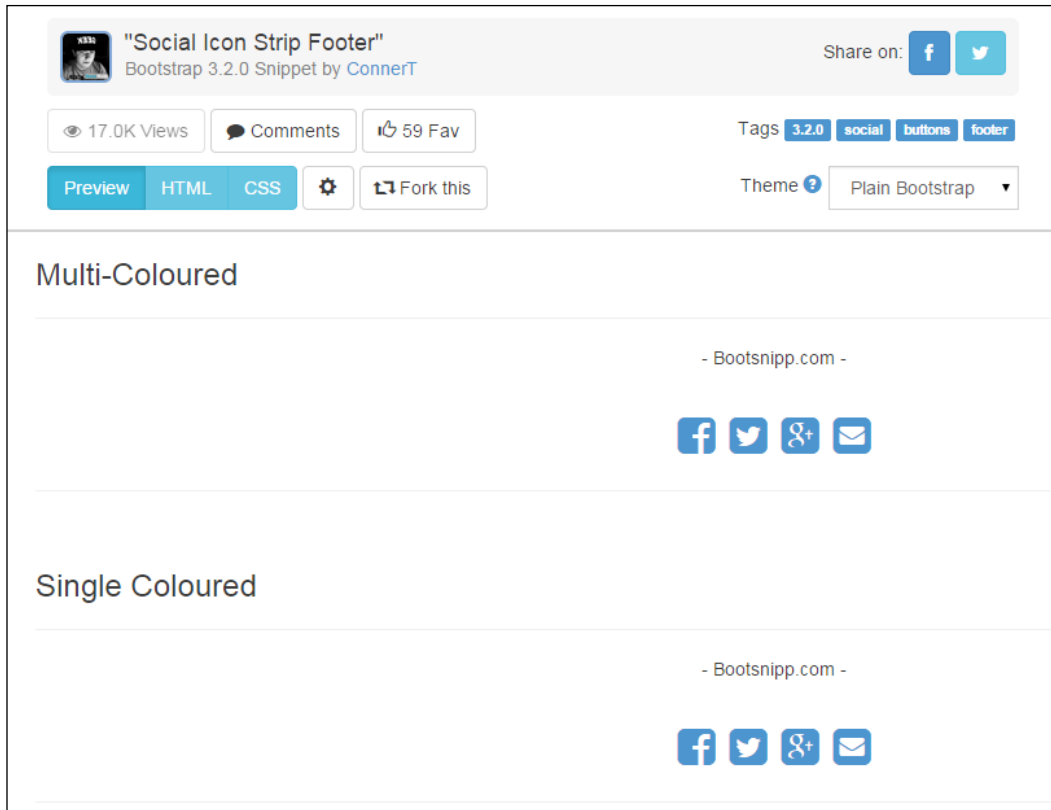 "Social Icon Strip Footer"
Bootstrap 3.2.0 Snippet by ConnerT
Share on:
17.0K Views
Comments
59 Fav
Tags 3.2.0 social buttons footer
Preview HTML CSS
Fork this
Theme
Plain Bootstrap
Multi-Coloured
- Bootsnipp.com -
Single Coloured
- Bootsnipp.com -